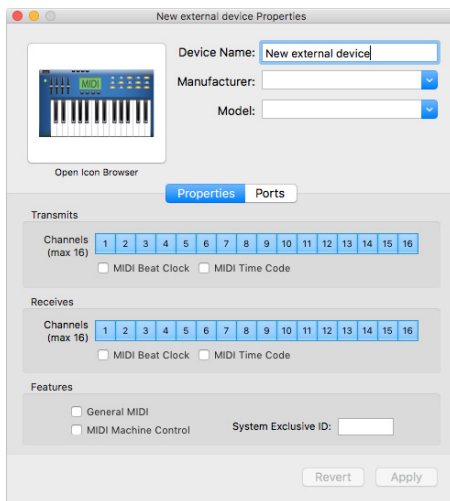 New external device Properties
Device Name: New external device
Manufacturer:
Model:
MIDI
Open Icon Browser
Properties Ports
Transmits
Channels 1 2 3 4 5 6 7 8 9 10 11 12 13 14 15 16
(max 16)
MIDI Beat Clock MIDI Time Code
Receives
Channels 1 2 3 4 5 6 7 8 9 10 11 12 13 14 15 16
(max 16)
MIDI Beat Clock MIDI Time Code
Features
General MIDI
MIDI Machine Control System Exclusive ID:
Revert Apply